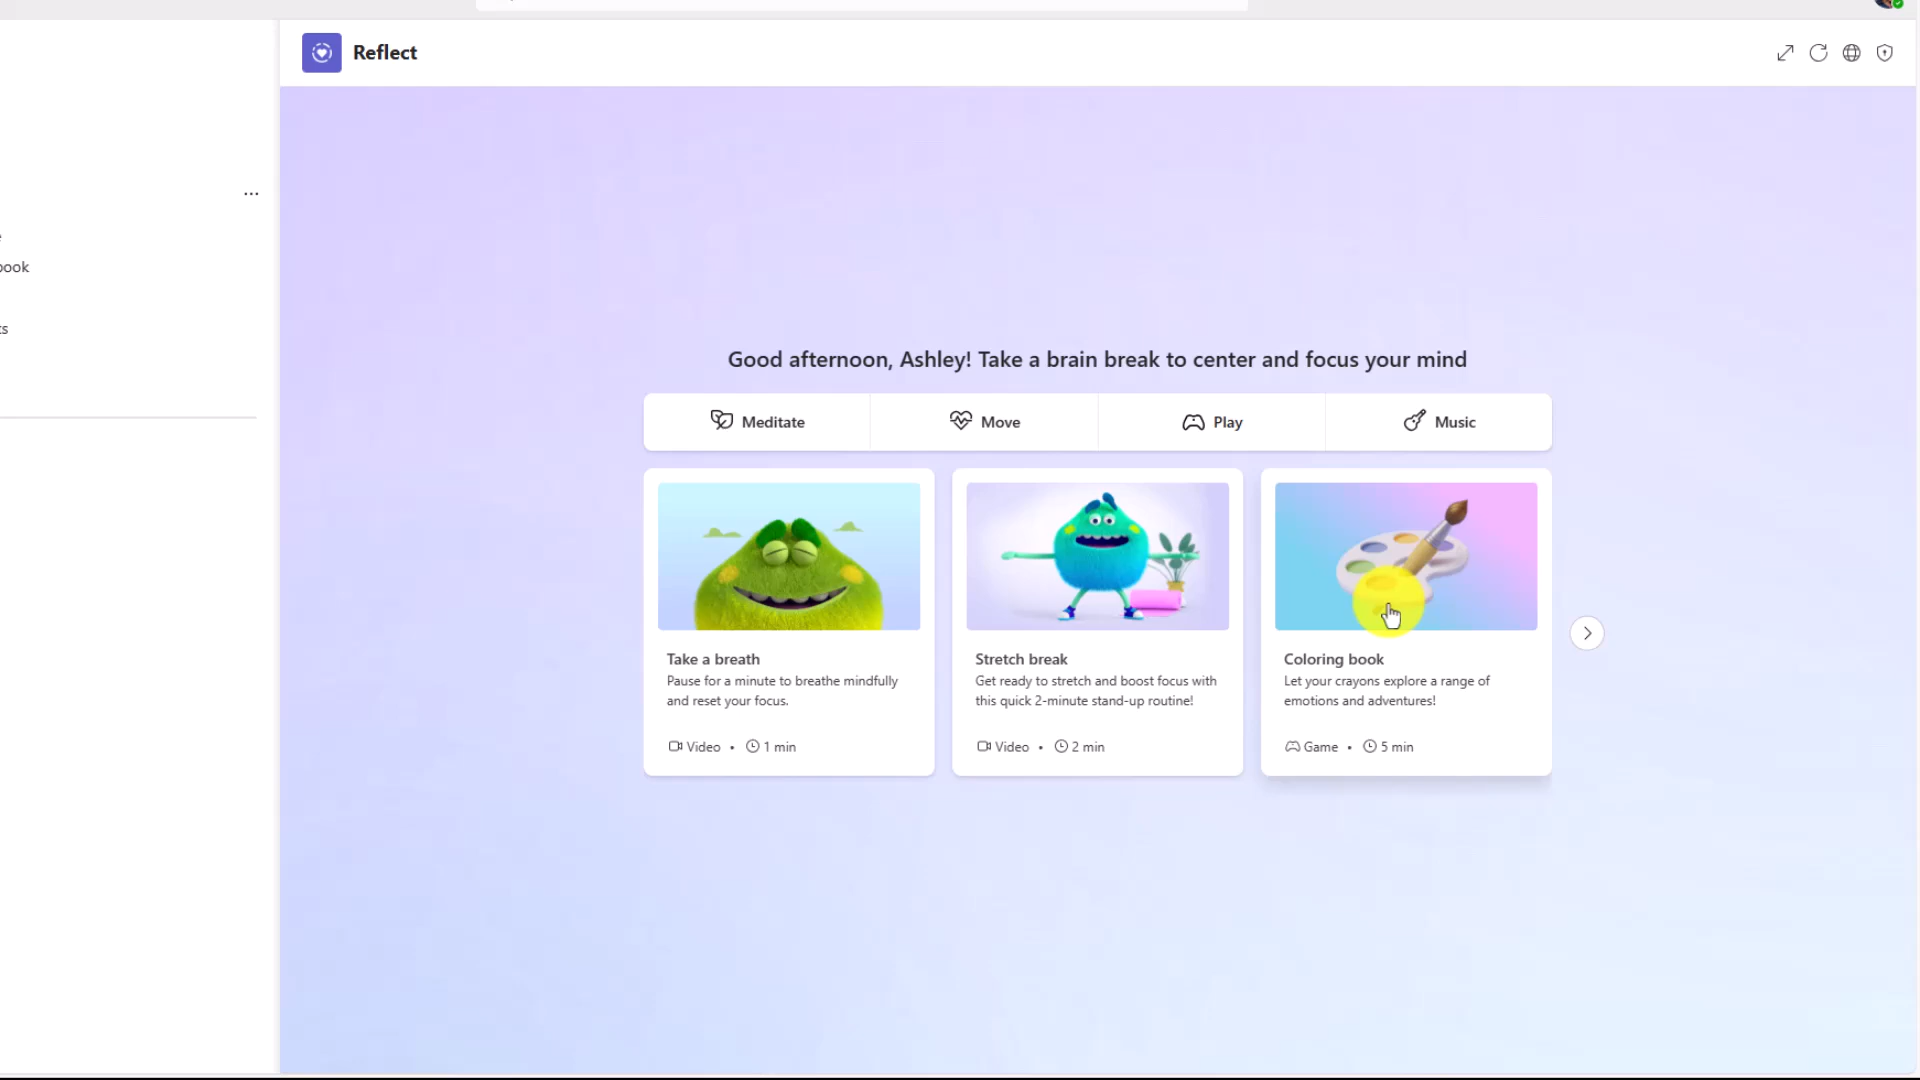 Reflect
...
book
Good afternoon, Ashley! Take a brain break to center and focus your mind
Meditate
Move
Play
Music
Take a breath
Pause for a minute to breathe mindfully
and reset your focus.
Video • 1 min
Stretch break
Get ready to stretch and boost focus with
this quick 2-minute stand-up routine!
Video • 2 min
Coloring book
Let your crayons explore a range of
emotions and adventures!
Game • 5 min